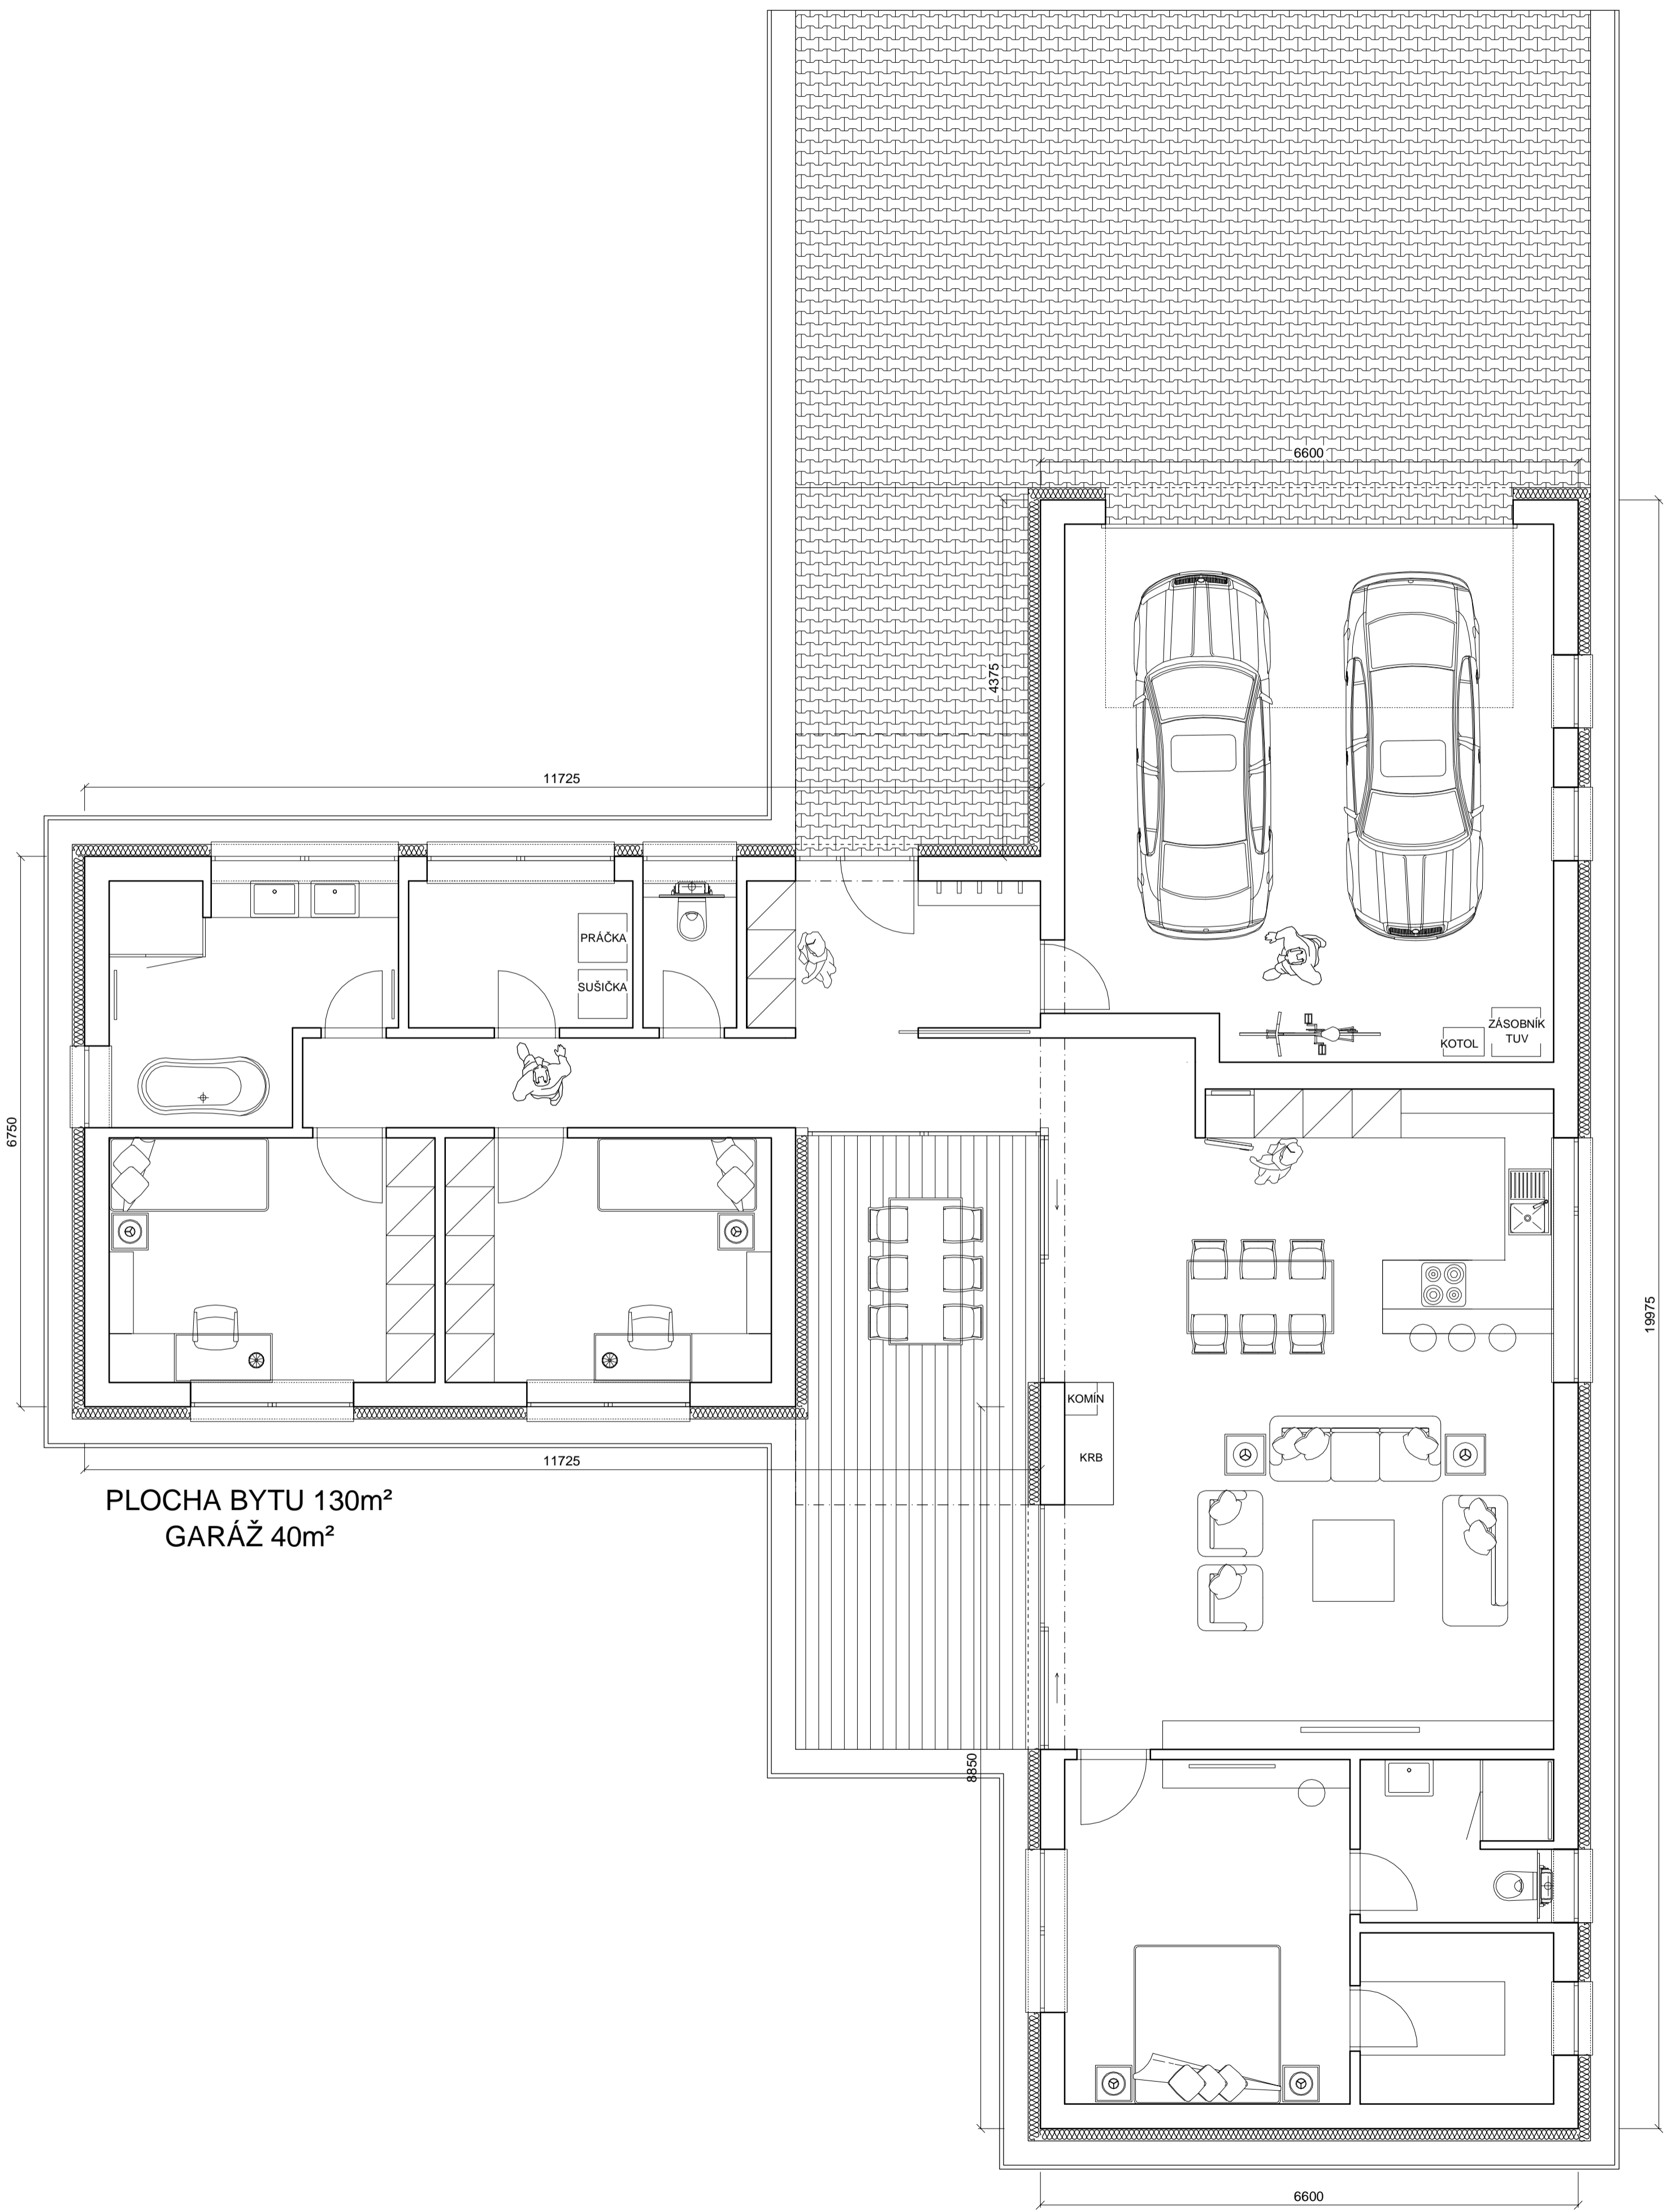 6600
4375
11725
PRÁČKA
SUŠIČKA
ZÁSOBNÍK
TUV
KOTOL
6750
19975
KOMÍN
KRB
11725
PLOCHA BYTU 130m²
GARÁŽ 40m²
8850
6600